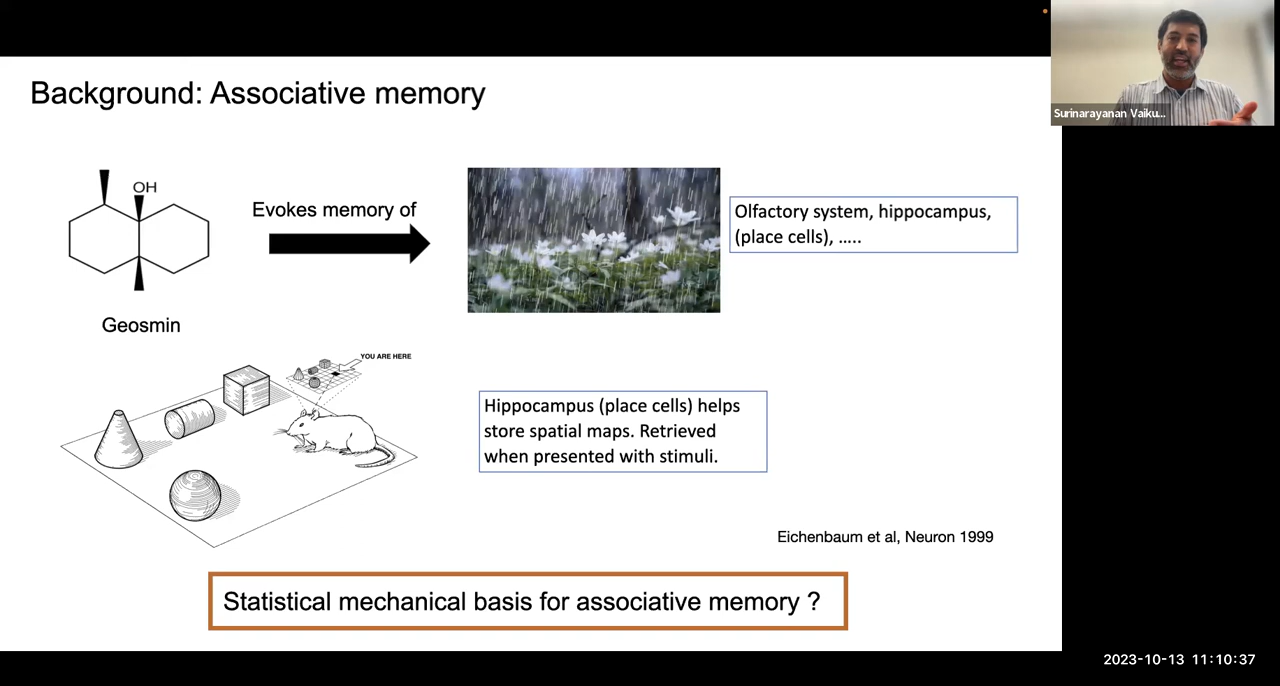 Background: Associative memory
Surinarayanan Vaiku...
OH
Evokes memory of
Olfactory system, hippocampus,
(place cells), .....
Geosmin
YOU ARE HERE
Hippocampus (place cells) helps
store spatial maps. Retrieved
when presented with stimuli.
Eichenbaum et al, Neuron 1999
Statistical mechanical basis for associative memory ?
2023-10-13 11:10:37